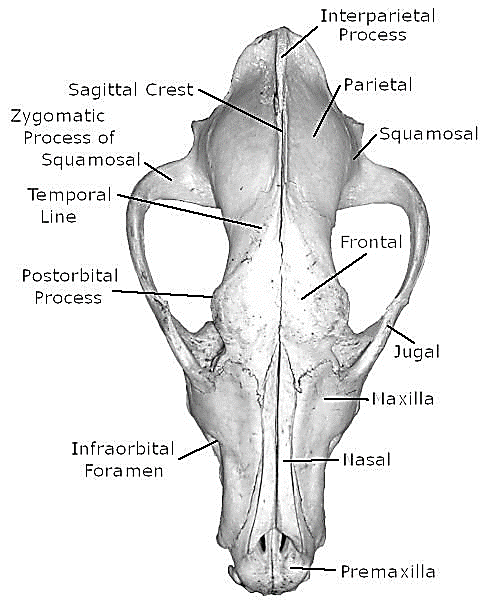 Interparietal
Process
Sagittal Crest
Parietal
Zygomatic
Process of
Squamosal
Squamosal
Temporal
Line
Frontal
Postorbital
Process
Jugal
Maxilla
Infraorbital
Foramen
Nasal
Premaxilla